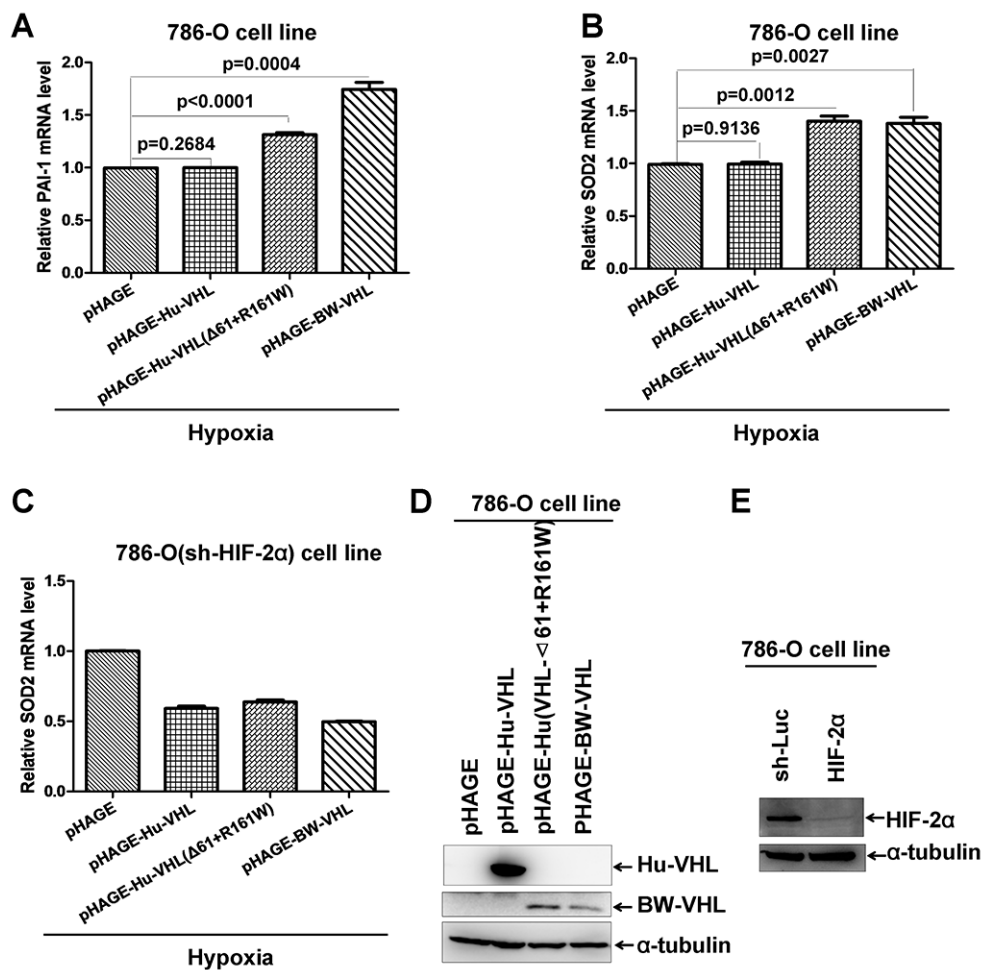 A
786-O cell line
Relative PAI-1 mRNA level
2.0
1.5
1.0
0.5
0.0
p=0.0004
p<0.0001
p=0.2684
pHAGE
pHAGE-Hu-VHL
pHAGE-Hu-VHL(Δ61+R161W)
pHAGE-BW-VHL
Hypoxia
B
786-O cell line
Relative SOD2 mRNA level
2.0
1.5
1.0
0.5
0.0
p=0.0027
p=0.0012
p=0.9136
pHAGE
pHAGE-Hu-VHL
pHAGE-Hu-VHL(Δ61+R161W)
pHAGE-BW-VHL
Hypoxia
C
786-O(sh-HIF-2α) cell line
Relative SOD2 mRNA level
1.5
1.0
0.5
0.0
pHAGE
pHAGE-Hu-VHL
pHAGE-Hu-VHL(Δ61+R161W)
pHAGE-BW-VHL
Hypoxia
D
786-O cell line
pHAGE
pHAGE-Hu-VHL
pHAGE-Hu(VHL-⊲61+R161W)
PHAGE-BW-VHL
Hu-VHL
BW-VHL
α-tubulin
E
786-O cell line
sh-Luc
HIF-2α
HIF-2α
α-tubulin